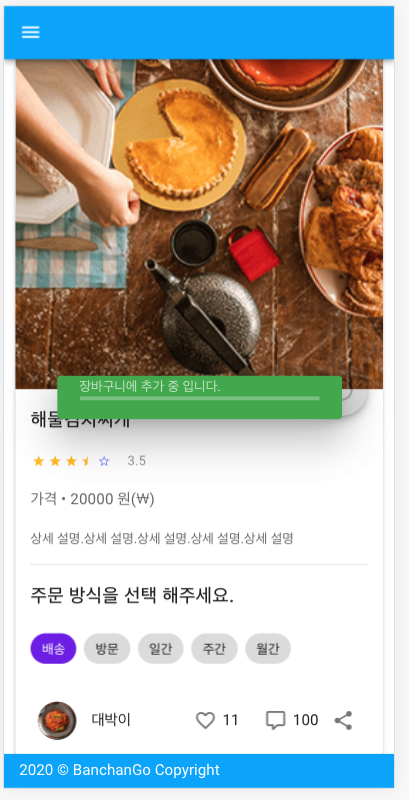 장바구니에 추가 중 입니다.
해물김치찌개
3.5
가격 • 20000 원(₩)
상세 설명.상세 설명.상세 설명.상세 설명.상세 설명
주문 방식을 선택 해주세요.
배송 방문 일간 주간 월간
대박이 11 100
2020 © BanchanGo Copyright